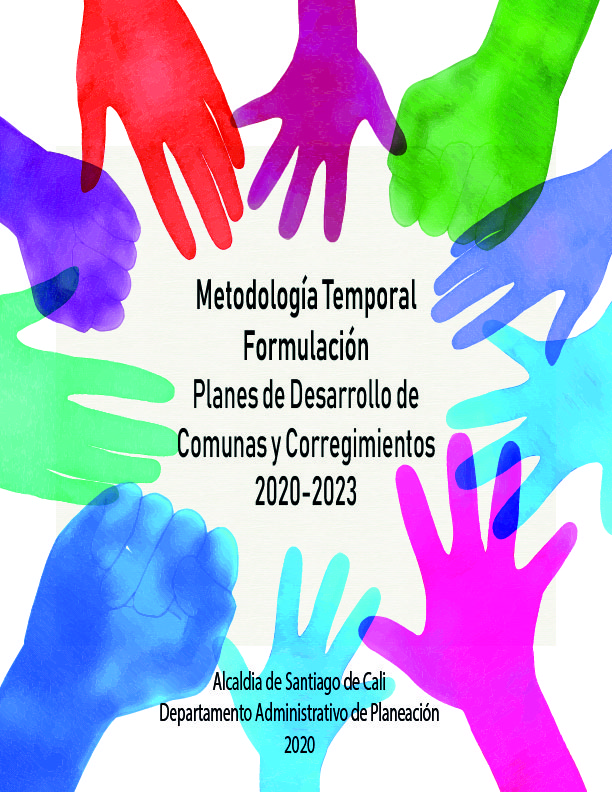 Metodología Temporal
Formulación
Planes de Desarrollo de
Comunas y Corregimientos
2020-2023
Alcaldia de Santiago de Cali
Departamento Administrativo de Planeación
2020